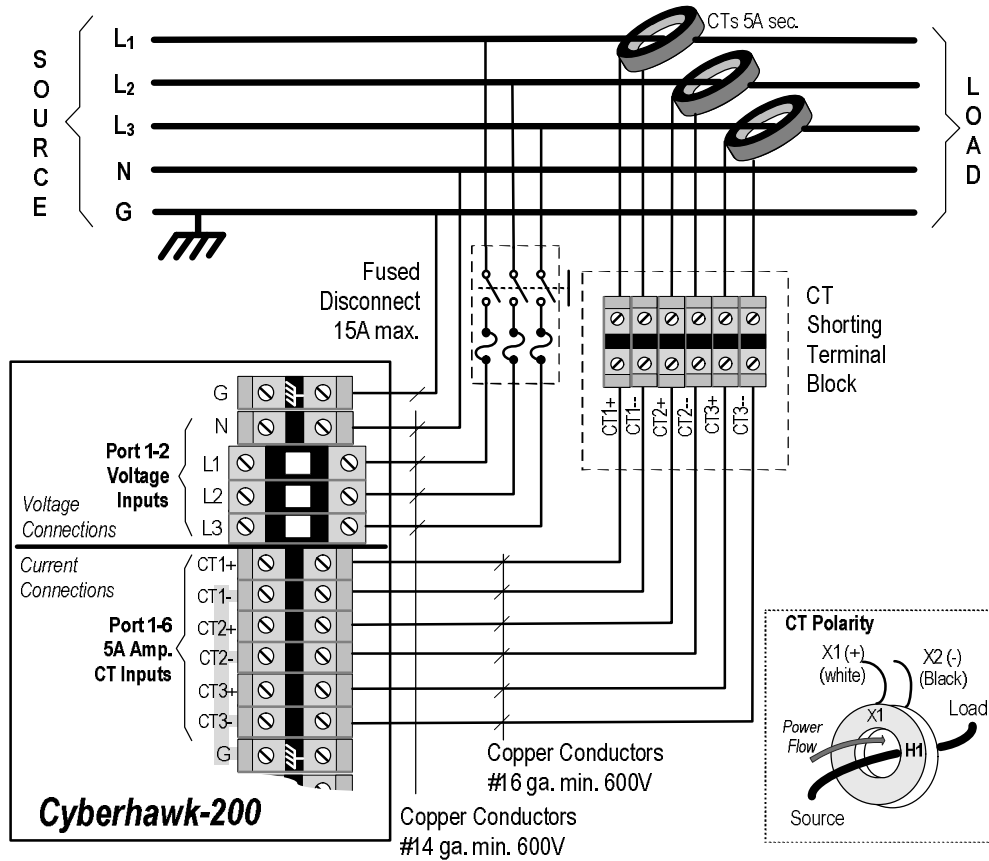 SOURCE
L1
L2
L3
N
G
CTs 5A sec.
LOAD
Fused
Disconnect
15A max.
CT
Shorting
Terminal
Block
CT1+
CT1--
CT2+
CT2--
CT3+
CT3--
G
N
L1
L2
L3
Port 1-2
Voltage
Inputs
Voltage
Connections
Current
Connections
Port 1-6
5A Amp.
CT Inputs
CT1+
CT1-
CT2+
CT2-
CT3+
CT3-
G
Cyberhawk-200
Copper Conductors
#16 ga. min. 600V
Copper Conductors
#14 ga. min. 600V
CT Polarity
X1 (+)
(white)
X2 (-)
(Black)
X1
H1
Load
Power
Flow
Source